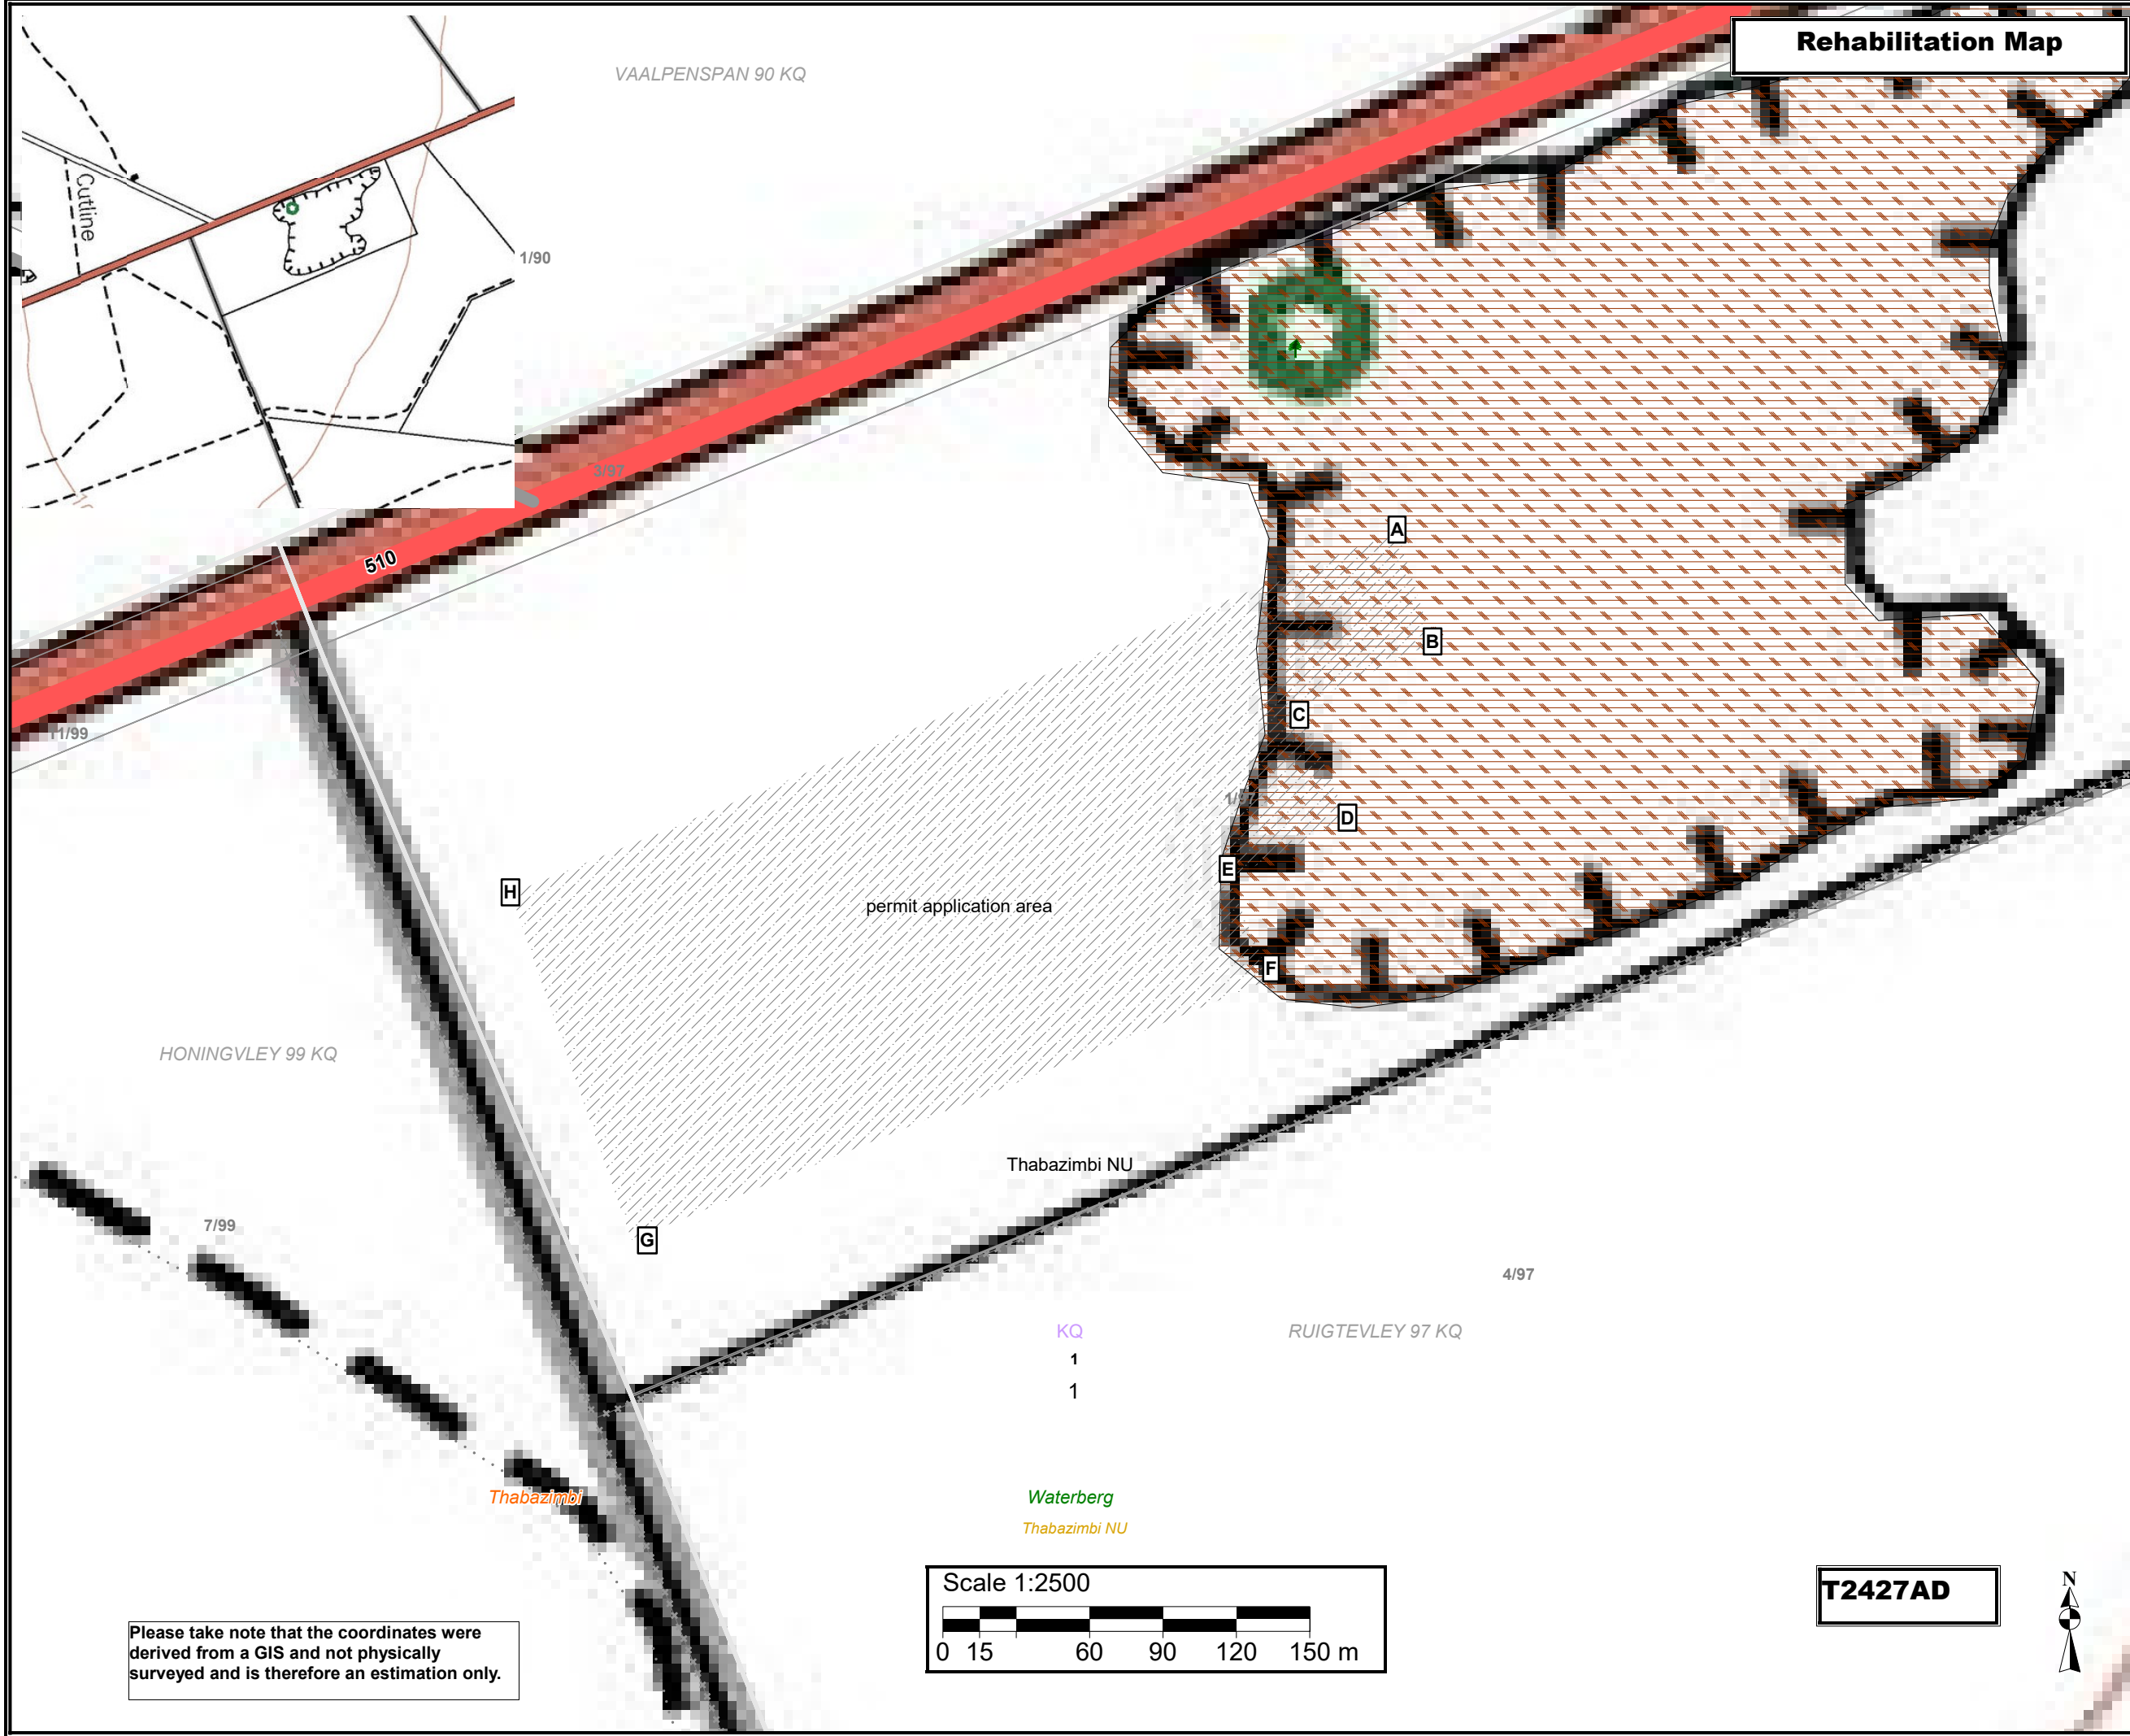 Rehabilitation Map
VAALPENSPAN 90 KQ
Cutline
1/90
3/97
510
A
B
11/99
C
D
E
H
permit application area
F
HONINGVLEY 99 KQ
Thabazimbi NU
7/99
G
4/97
KQ
RUIGTEVLEY 97 KQ
1
1
Thabazimbi
Waterberg
Thabazimbi NU
Scale 1:2500
0 15 60 90 120 150 m
T2427AD
N
Please take note that the coordinates were
derived from a GIS and not physically
surveyed and is therefore an estimation only.